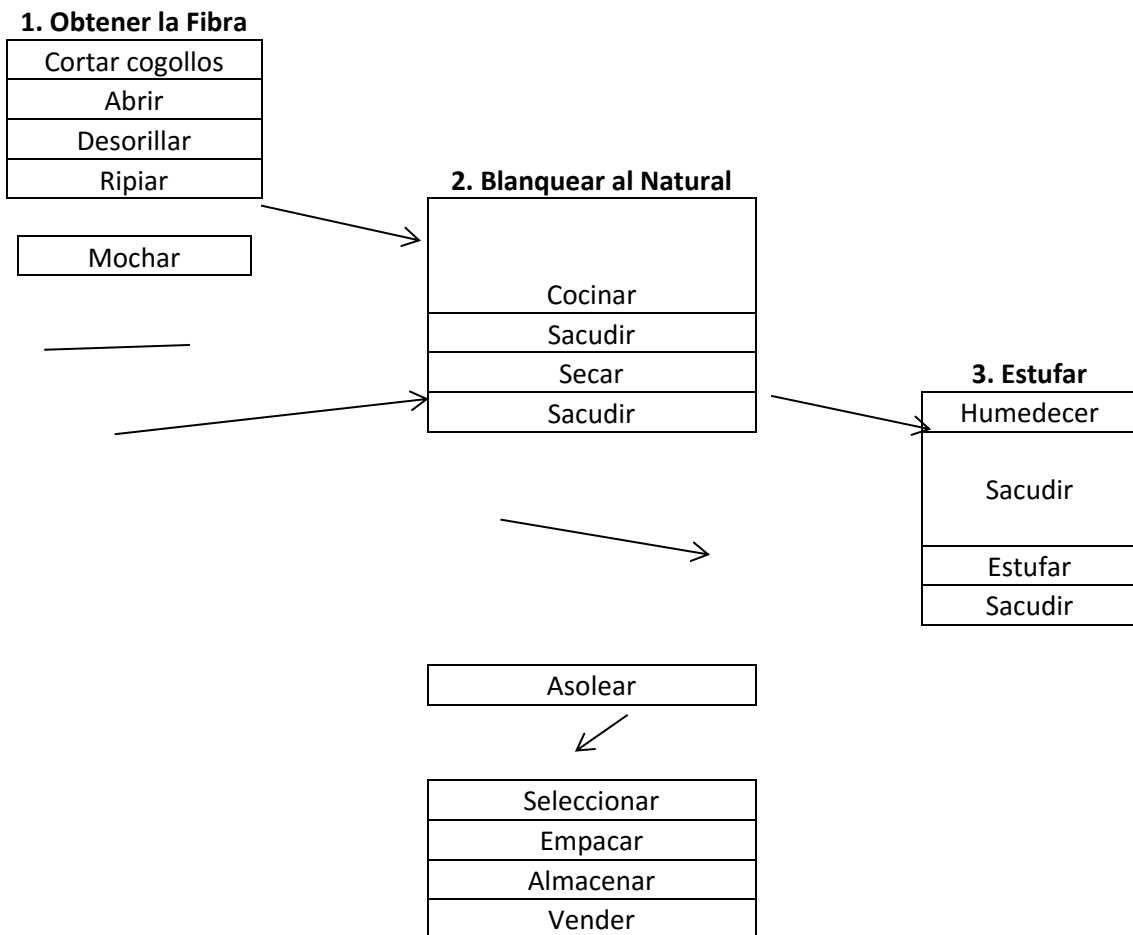 1. Obtener la Fibra
Cortar cogollos
Abrir
Desorillar
Ripiar
Mochar
2. Blanquear al Natural
Cocinar
Sacudir
Secar
Sacudir
3. Estufar
Humedecer
Sacudir
Estufar
Sacudir
Asolear
Seleccionar
Empacar
Almacenar
Vender